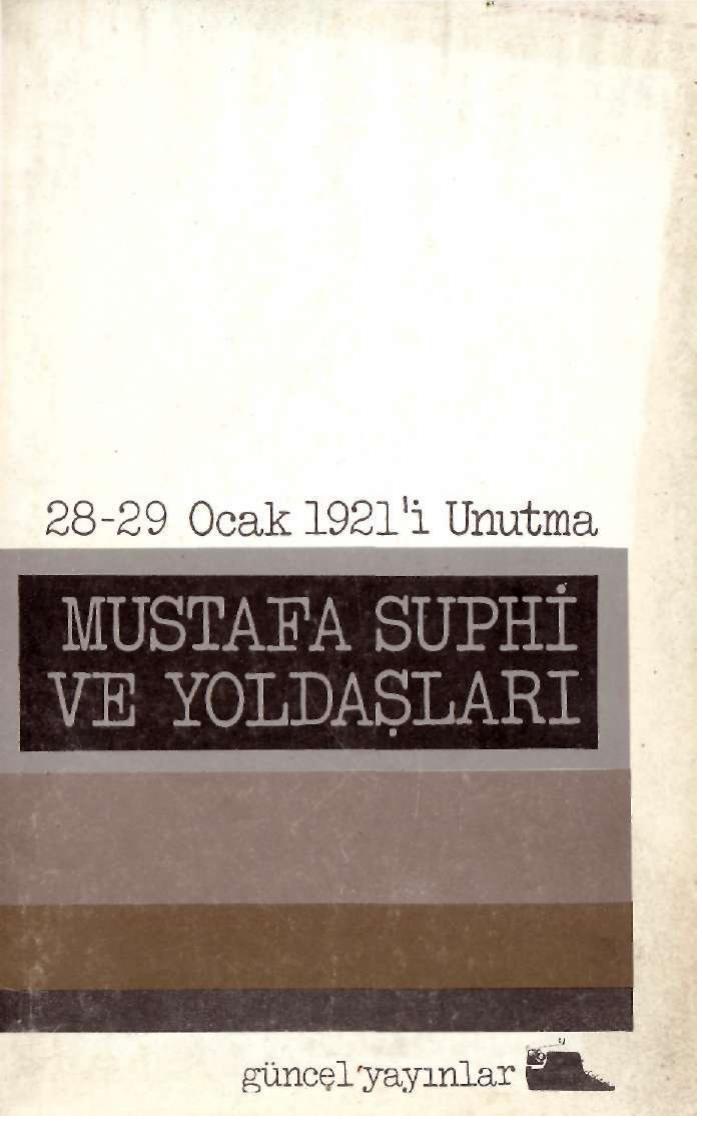 28-29 Ocak 1921'i Unutma
MUSTAFA SUPHİ
VE YOLDAŞLARI
güncel yayınlar